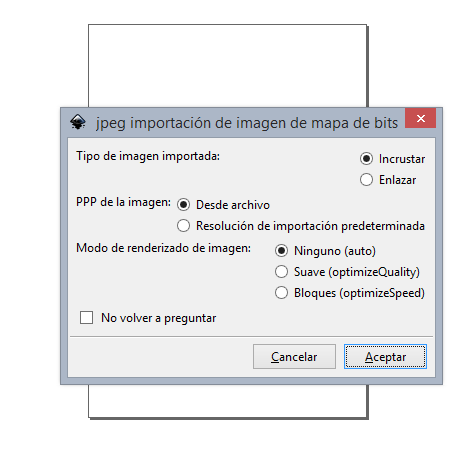 jpeg importación de imagen de mapa de bits
Tipo de imagen importada:
Incrustar
Enlazar
PPP de la imagen:
Desde archivo
Resolución de importación predeterminada
Modo de renderizado de imagen:
Ninguno (auto)
Suave (optimizeQuality)
Bloques (optimizeSpeed)
No volver a preguntar
Cancelar
Aceptar